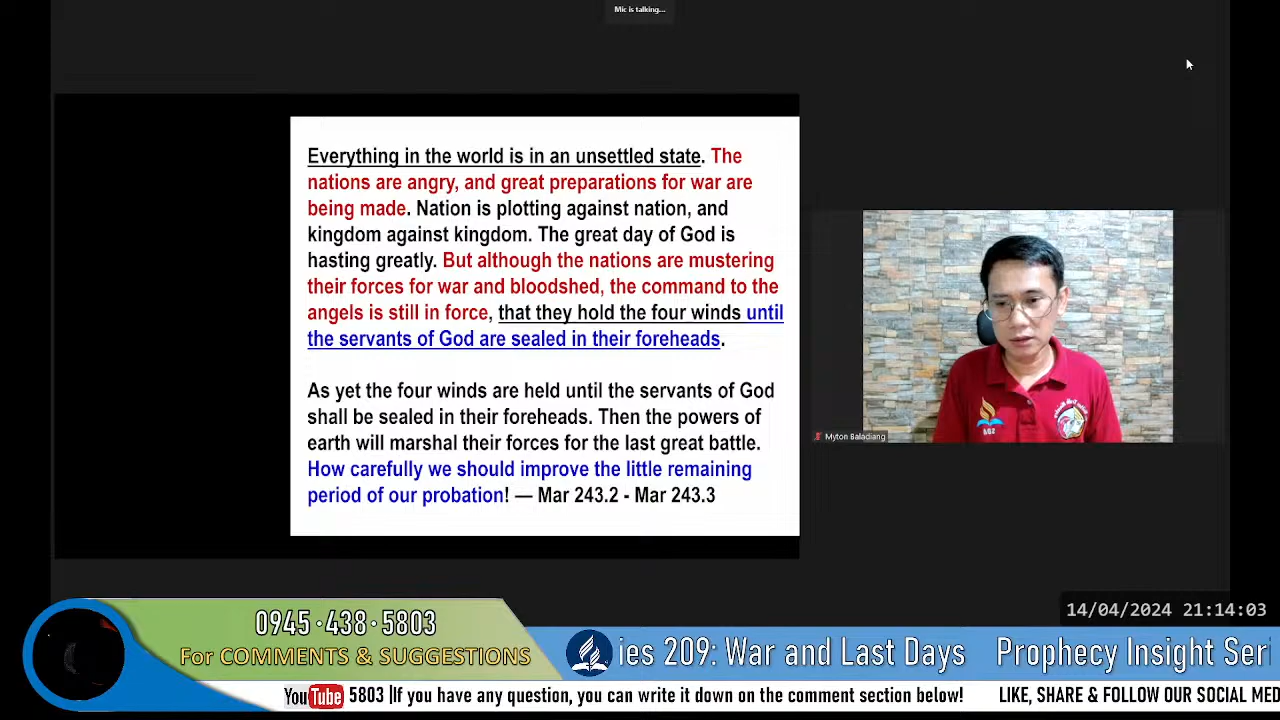 Mic is talking...
Everything in the world is in an unsettled state. The
nations are angry, and great preparations for war are
being made. Nation is plotting against nation, and
kingdom against kingdom. The great day of God is
hasting greatly. But although the nations are mustering
their forces for war and bloodshed, the command to the
angels is still in force, that they hold the four winds until
the servants of God are sealed in their foreheads.
As yet the four winds are held until the servants of God
shall be sealed in their foreheads. Then the powers of
earth will marshal their forces for the last great battle.
How carefully we should improve the little remaining
period of our probation! — Mar 243.2 - Mar 243.3
Myton Baladiang
14/04/2024 21:14:03
0945·438·5803
For COMMENTS & SUGGESTIONS
ies 209: War and Last Days Prophecy Insight Seri
YouTube 5803 |If you have any question, you can write it down on the comment section below! LIKE, SHARE & FOLLOW OUR SOCIAL MED